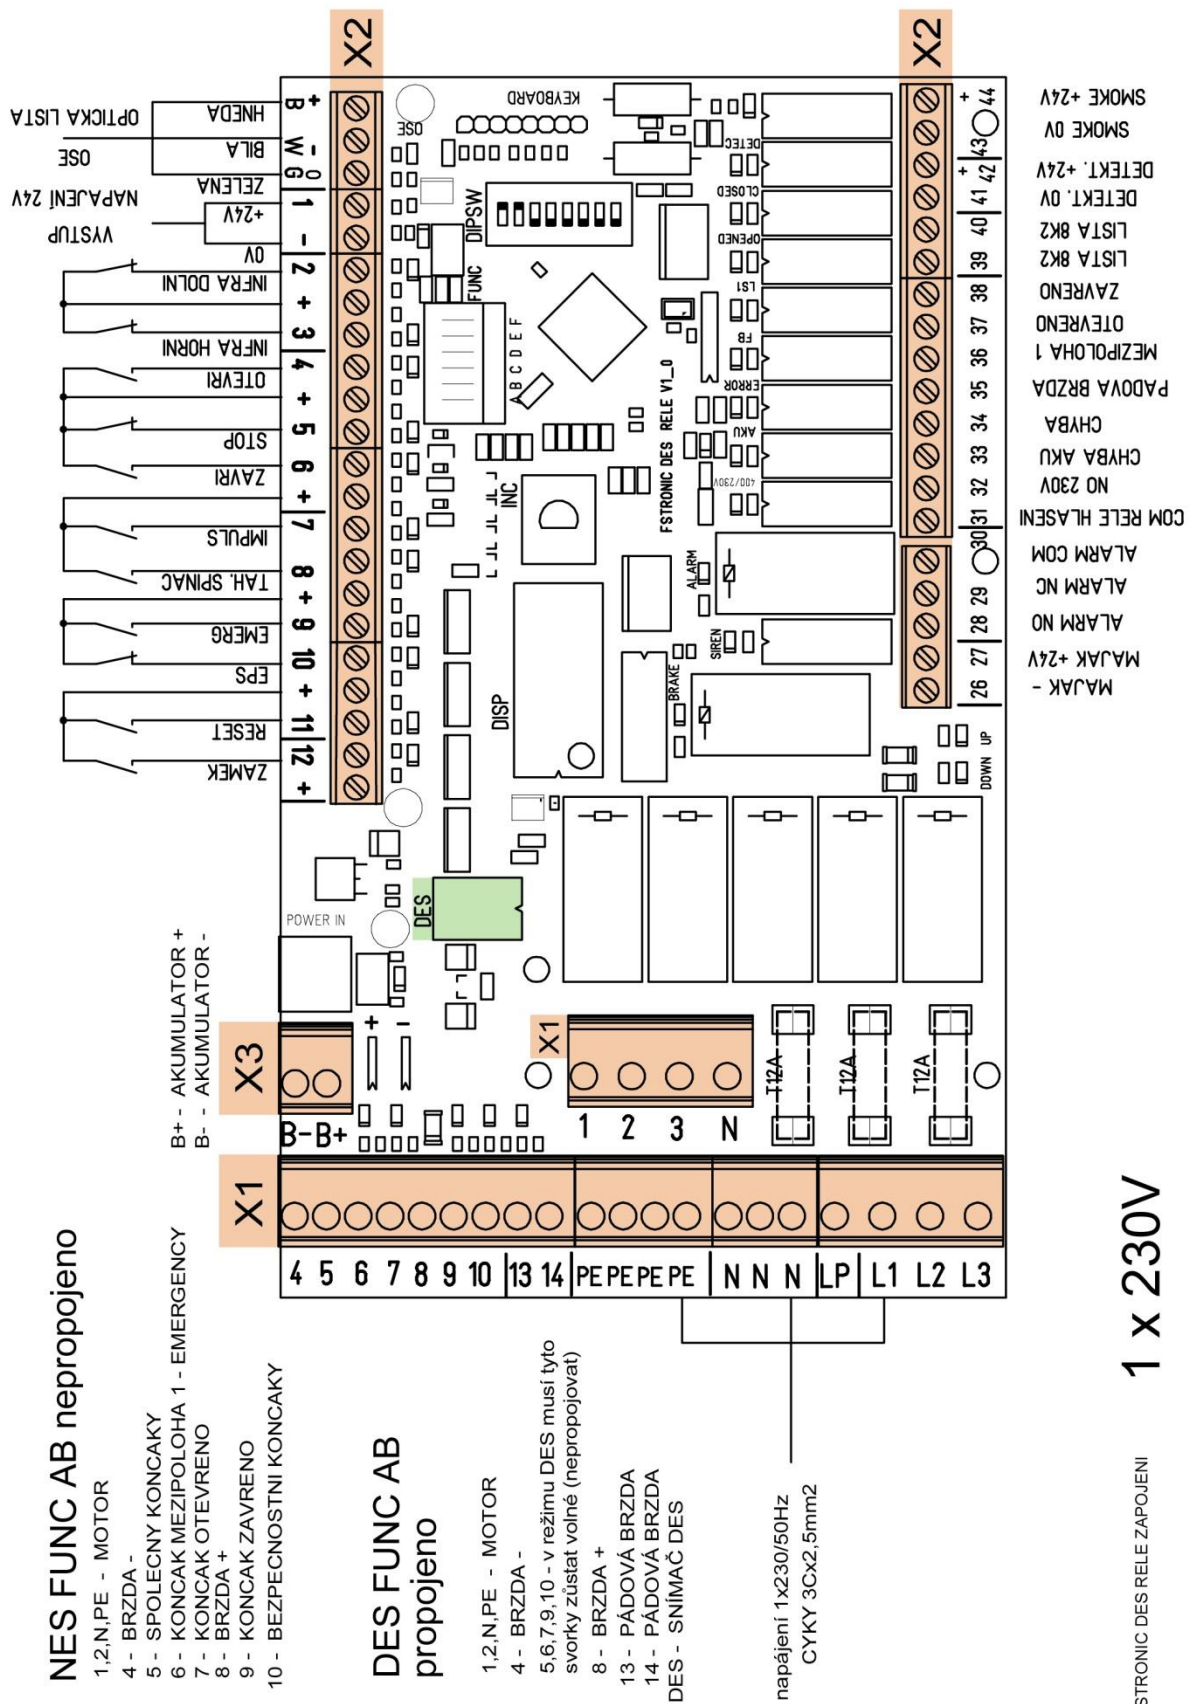 X2
X2
OPTICKA LISTA
OSE
NAPAJENÍ 24V
VYSTUP
HNEDA
BILA
ZELENA
+24V
0V
INFRA DOLNI
INFRA HORNI
OTEVRI
STOP
ZAVRI
IMPULS
TAH. SPINAC
EMERG
EPS
RESET
ZAMEK
B +
W -
G 0
1
-
2
+
3
4
+
5
6
+
7
8
+
9
10
+
11
12
+
OSE
KEYBOARD
DIPSW
FUNC
A B C D E F
INC
DISP
FSTRONIC DES RELE V1_0
DETEC
CLOSED
OPENED
LS1
FB
ERROR
AKU
400/230V
ALARM
SIREN
BRAKE
DOWN UP
+ 44
43
+ 42
41
40
39
38
37
36
35
34
33
32
31
30
29
28
27
26
SMOKE +24V
SMOKE 0V
DETEKT. +24V
DETEKT. 0V
LISTA 8K2
LISTA 8K2
ZAVRENO
OTEVRENO
MEZIPOLOHA 1
PADOVA BRZDA
CHYBA
CHYBA AKU
NO 230V
COM RELE HLASENI
ALARM COM
ALARM NC
ALARM NO
MAJAK +24V
MAJAK -
POWER IN
DES
B+ - AKUMULATOR +
B- - AKUMULATOR -
X3
+
-
B- B+
X1
1 2 3 N
T12A
T12A
T12A
X1
4 5 6 7 8 9 10 13 14 PE PE PE PE N N N LP L1 L2 L3
NES FUNC AB nepropojeno
1,2,N,PE - MOTOR
4 - BRZDA -
5 - SPOLECNY KONCAKY
6 - KONCAK MEZIPOLOHA 1 - EMERGENCY
7 - KONCAK OTEVRENO
8 - BRZDA +
9 - KONCAK ZAVRENO
10 - BEZPECNOSTNI KONCAKY
DES FUNC AB
propojeno
1,2,N,PE - MOTOR
4 - BRZDA -
5,6,7,9,10 - v režimu DES musí tyto
svorky zůstat volné (nepropojovat)
8 - BRZDA +
13 - PÁDOVÁ BRZDA
14 - PÁDOVÁ BRZDA
DES - SNÍMAČ DES
napájení 1x230/50Hz
CYKY 3Cx2,5mm2
1 x 230V
STRONIC DES RELE ZAPOJENI